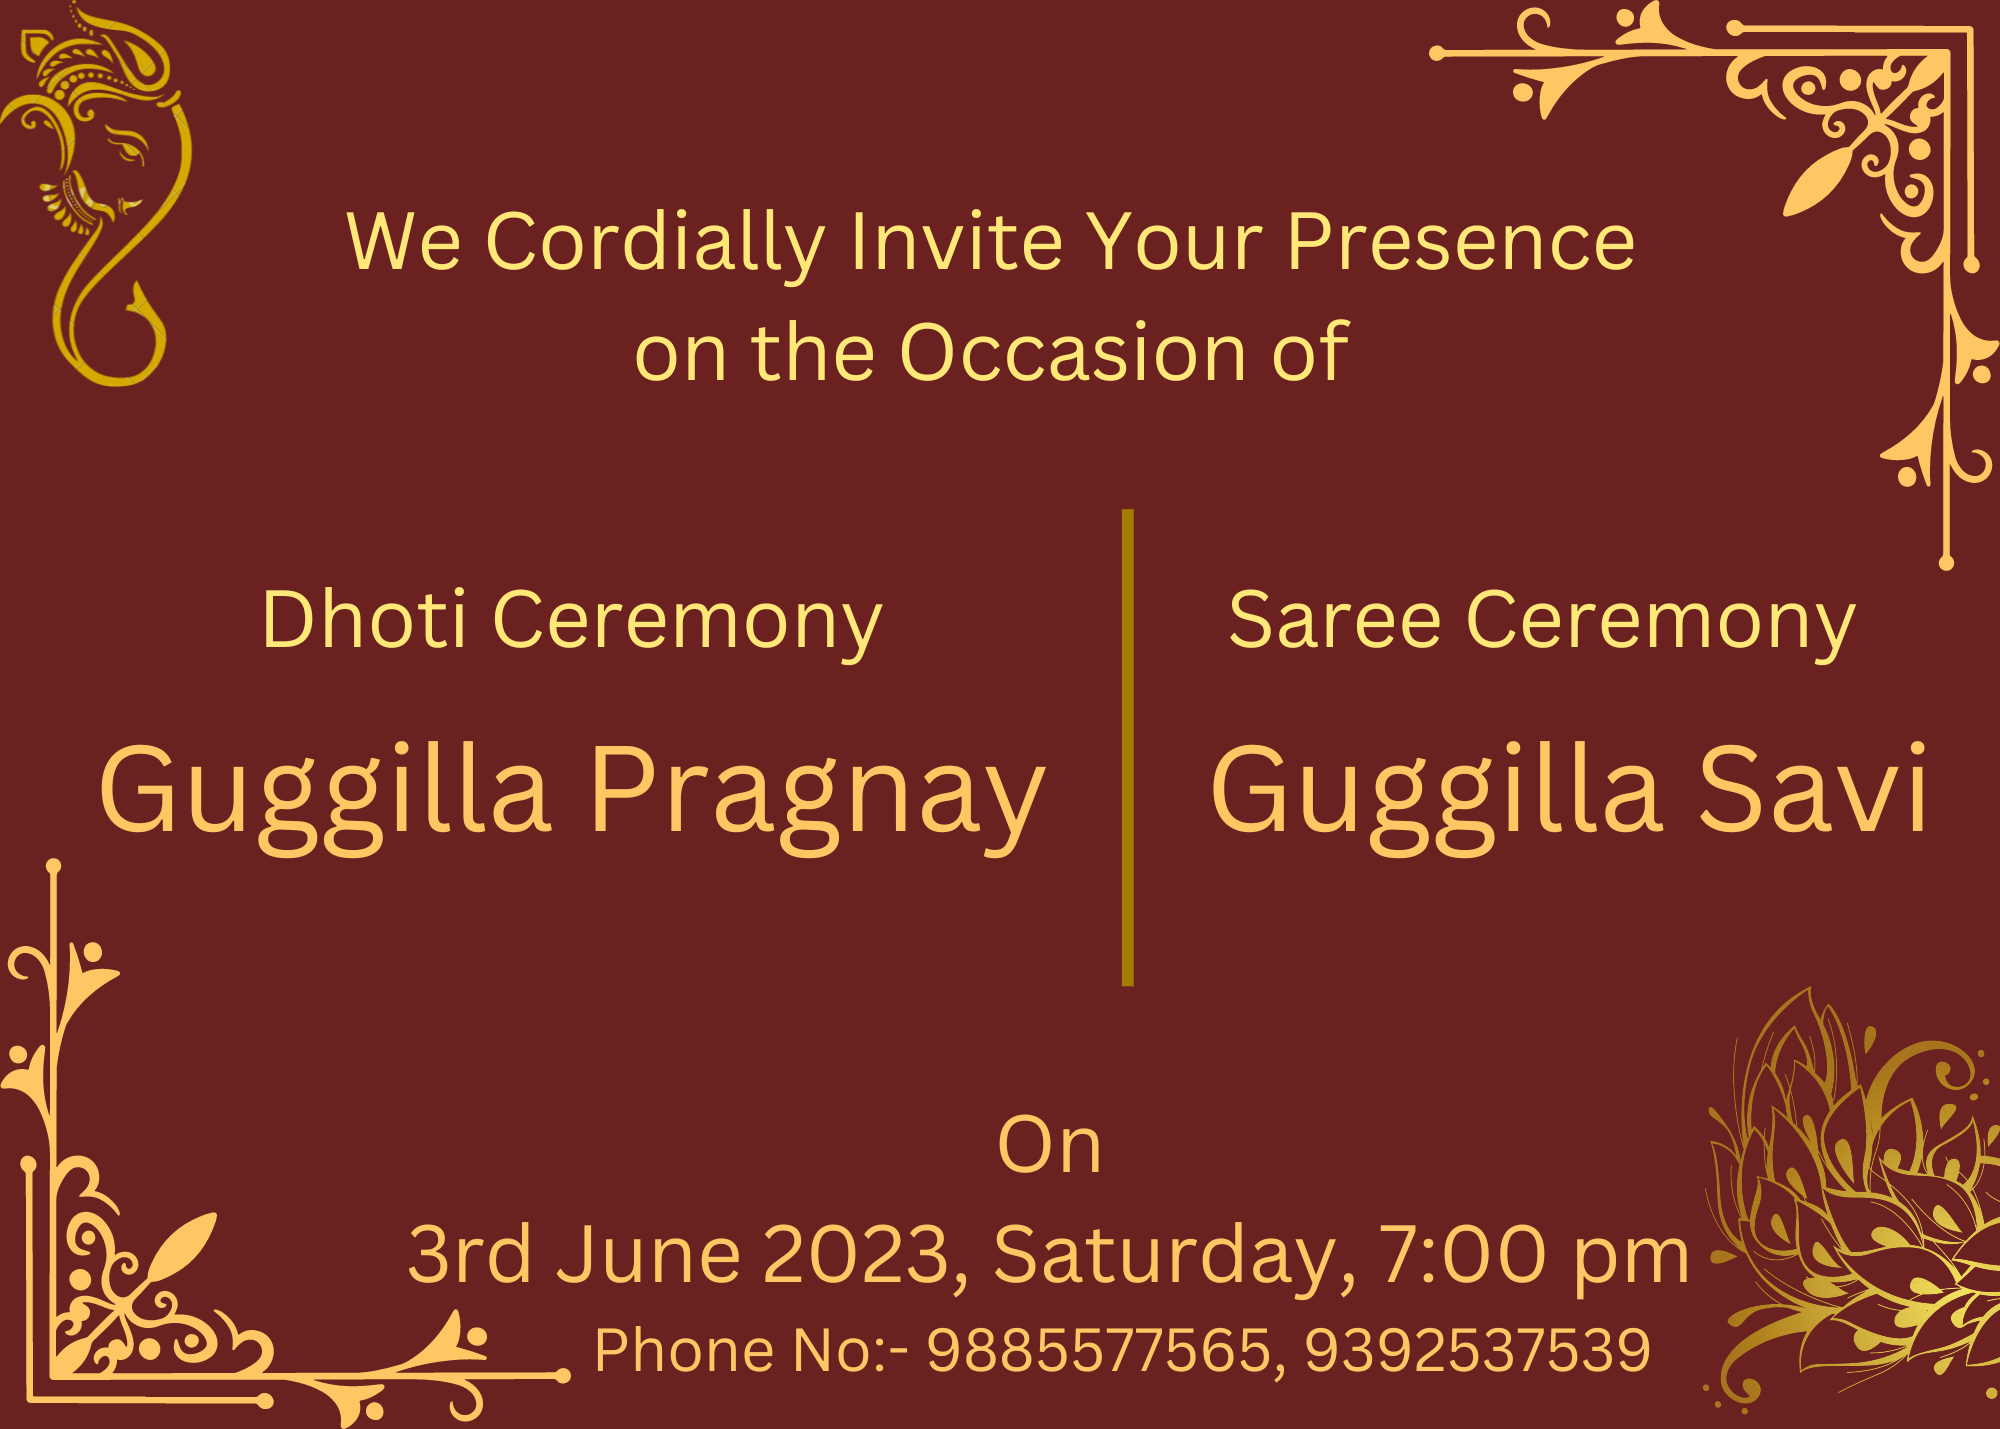 We Cordially Invite Your Presence
on the Occasion of
Dhoti Ceremony
Guggilla Pragnay
Saree Ceremony
Guggilla Savi
On
3rd June 2023, Saturday, 7:00 pm
Phone No:- 9885577565, 9392537539